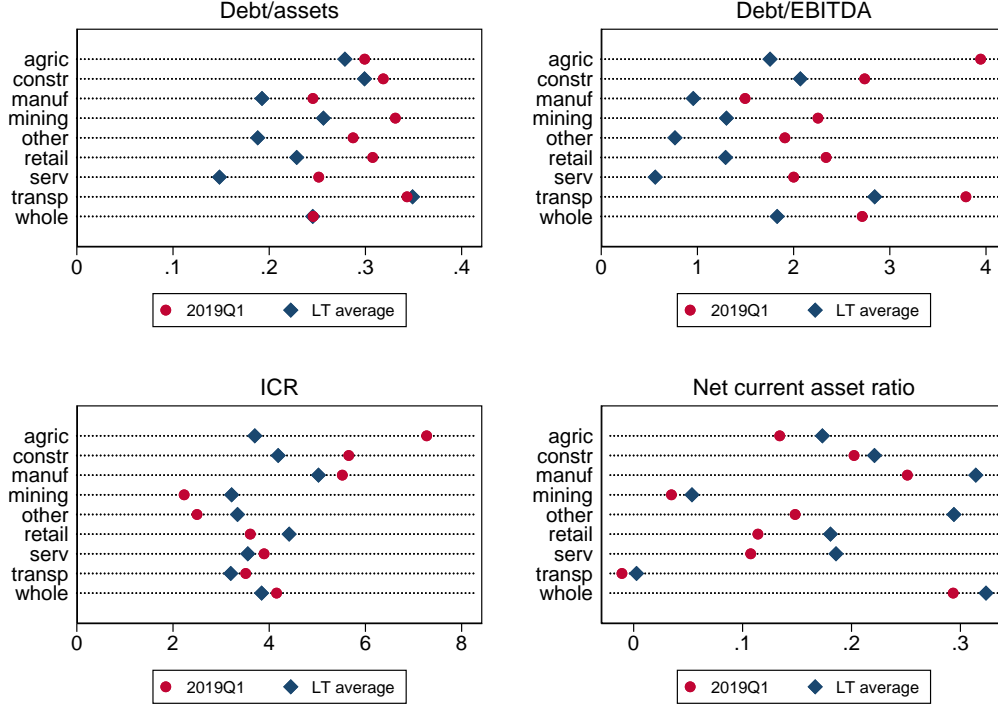 Debt/assets
agric
constr
manuf
mining
other
retail
serv
transp
whole
0 .1 .2 .3 .4
2019Q1 LT average
Debt/EBITDA
agric
constr
manuf
mining
other
retail
serv
transp
whole
0 1 2 3 4
2019Q1 LT average
ICR
agric
constr
manuf
mining
other
retail
serv
transp
whole
0 2 4 6 8
2019Q1 LT average
Net current asset ratio
agric
constr
manuf
mining
other
retail
serv
transp
whole
0 .1 .2 .3
2019Q1 LT average